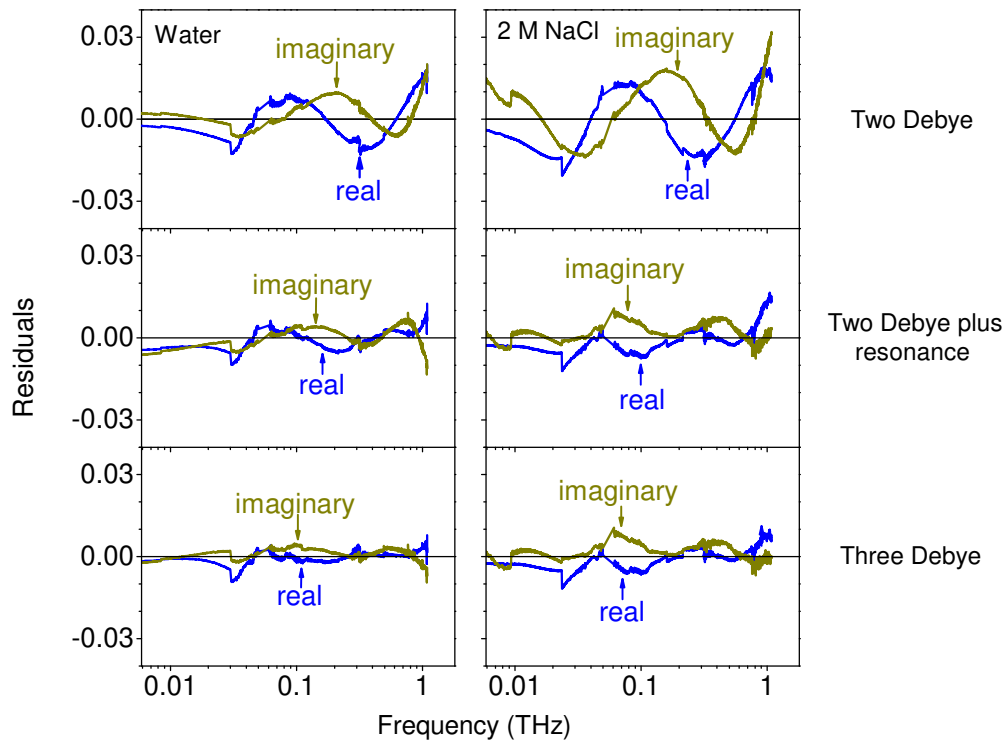 0.03
Water
imaginary
2 M NaCl
imaginary
0.00
Two Debye
real
real
-0.03
0.03
imaginary
imaginary
Residuals
0.00
Two Debye plus
resonance
real
real
-0.03
0.03
imaginary
imaginary
0.00
Three Debye
real
real
-0.03
0.01
0.1
1
0.01
0.1
1
Frequency (THz)